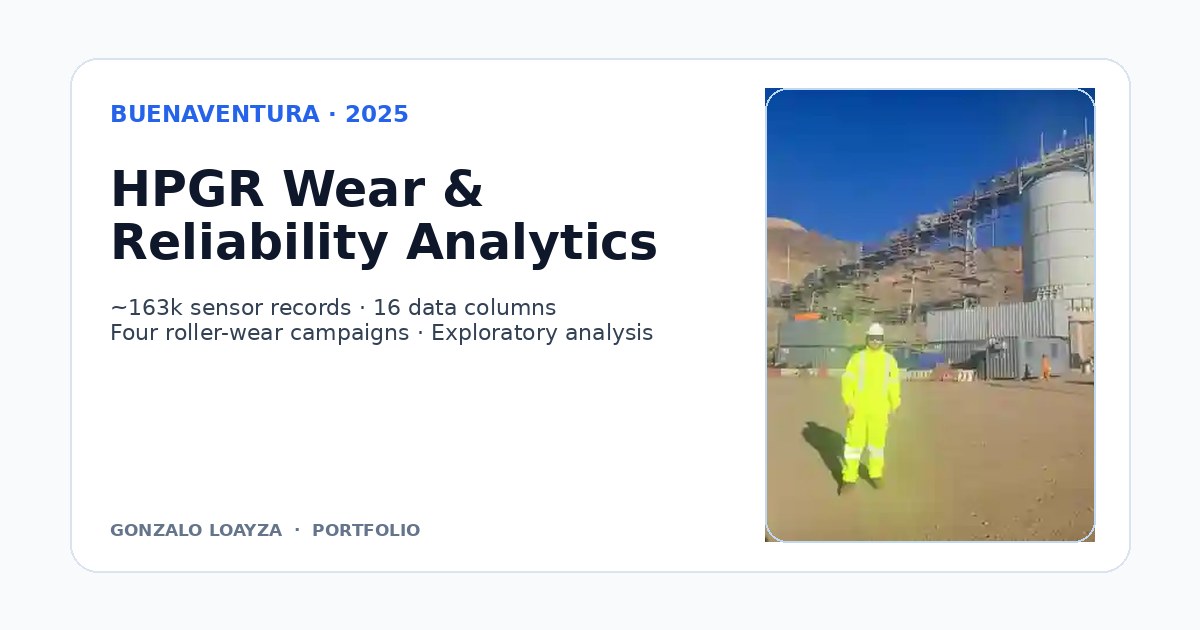 BUENAVENTURA · 2025
HPGR Wear &
Reliability Analytics
~163k sensor records · 16 data columns
Four roller-wear campaigns · Exploratory analysis
GONZALO LOAYZA · PORTFOLIO